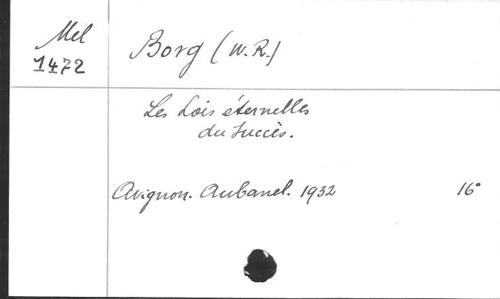 Mel
1472
Borg (W. R.)
Les Lois éternelles
du Succès.
Avignon. Aubanel. 1932 16°